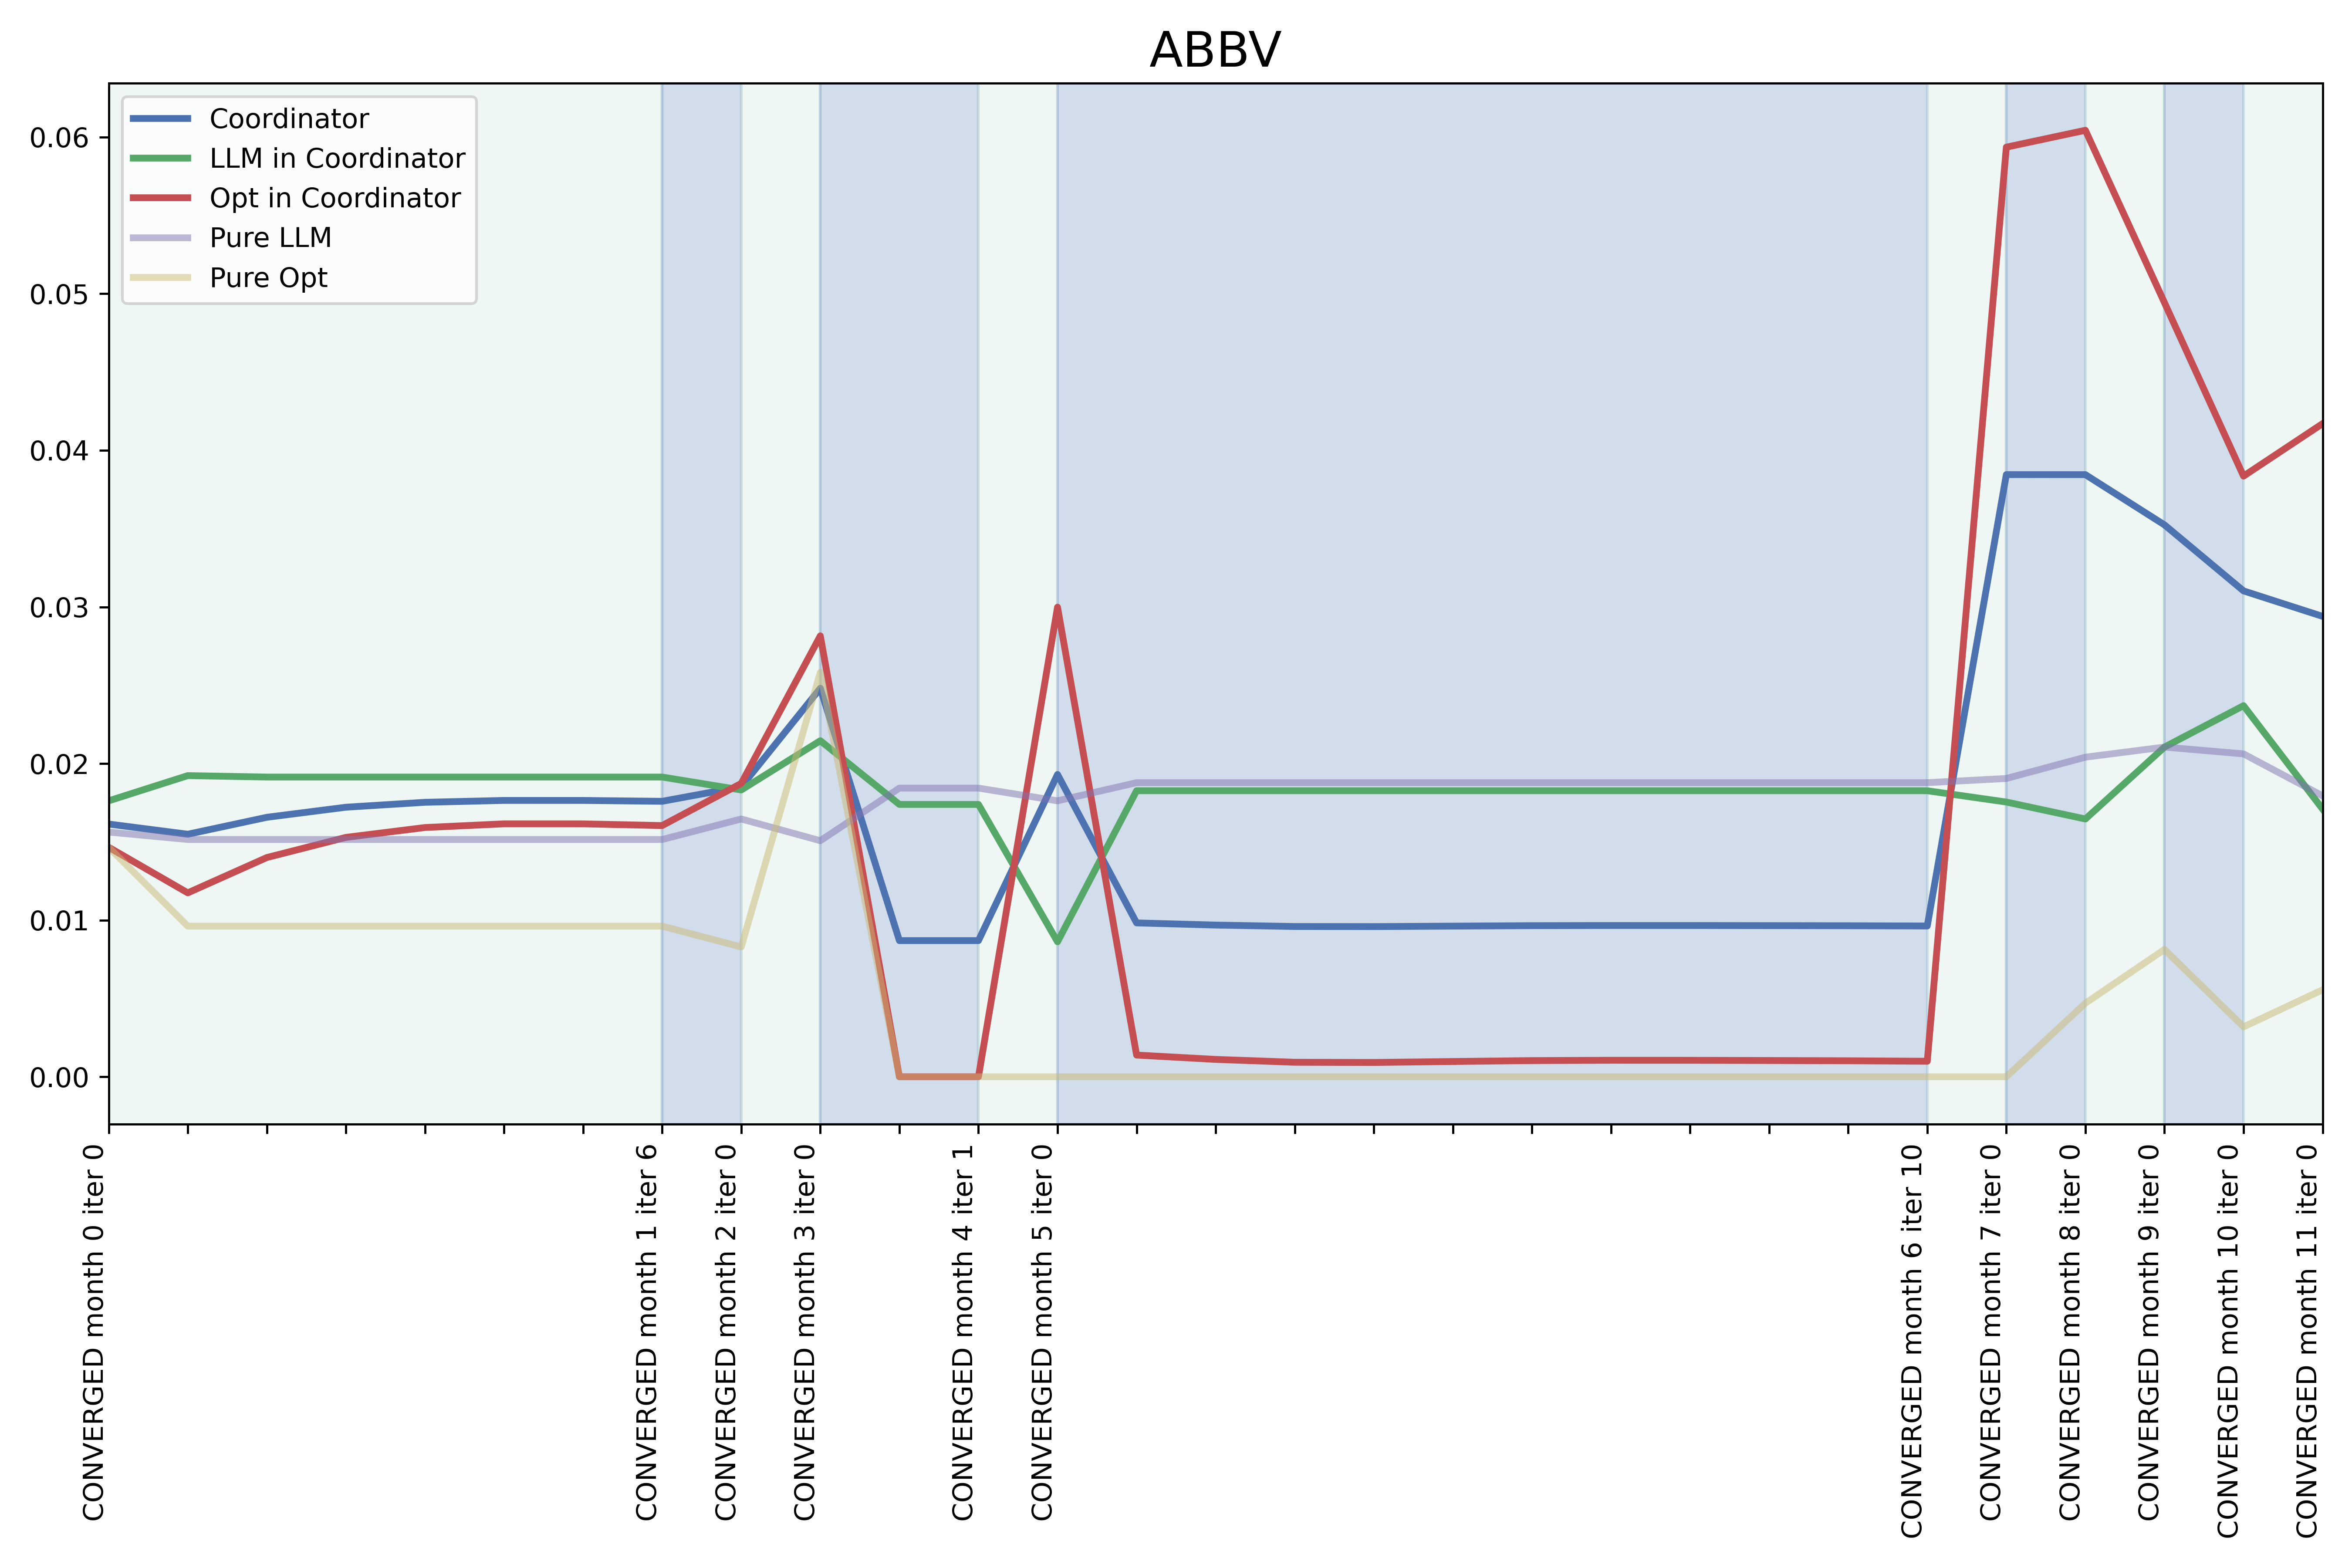 ABBV
Coordinator
LLM in Coordinator
Opt in Coordinator
Pure LLM
Pure Opt
0.06
0.05
0.04
0.03
0.02
0.01
0.00
CONVERGED month 0 iter 0
CONVERGED month 1 iter 6
CONVERGED month 2 iter 0
CONVERGED month 3 iter 0
CONVERGED month 4 iter 1
CONVERGED month 5 iter 0
CONVERGED month 6 iter 10
CONVERGED month 7 iter 0
CONVERGED month 8 iter 0
CONVERGED month 9 iter 0
CONVERGED month 10 iter 0
CONVERGED month 11 iter 0